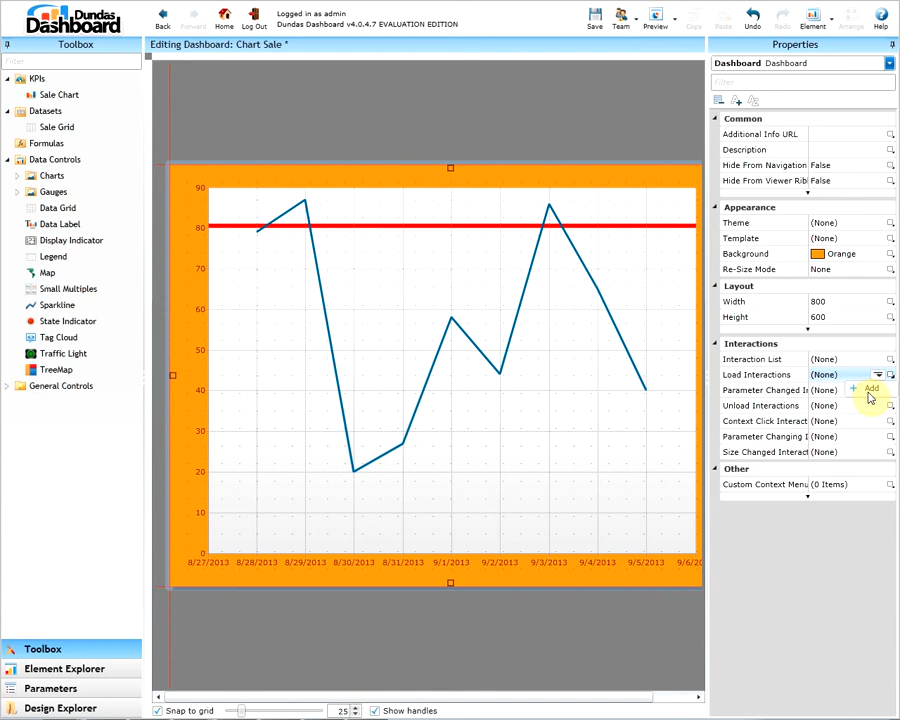 Dundas Dashboard
Back
Forward
Home
Log Out
Logged in as admin
Dundas Dashboard v4.0.4.7 EVALUATION EDITION
Save
Team
Preview
Copy
Paste
Undo
Redo
Element
Arrange
Help
Toolbox
Filter
KPIs
Sale Chart
Datasets
Sale Grid
Formulas
Data Controls
Charts
Gauges
Data Grid
Data Label
Display Indicator
Legend
Map
Small Multiples
Sparkline
State Indicator
Tag Cloud
Traffic Light
TreeMap
General Controls
Toolbox
Element Explorer
Parameters
Design Explorer
Editing Dashboard: Chart Sale *
90
80
70
60
50
40
30
20
10
0
8/27/2013 8/28/2013 8/29/2013 8/30/2013 8/31/2013 9/1/2013 9/2/2013 9/3/2013 9/4/2013 9/5/2013 9/6/20
Snap to grid
25
Show handles
Properties
Dashboard Dashboard
Filter
Common
Additional Info URL
Description
Hide From Navigation False
Hide From Viewer Rib False
Appearance
Theme (None)
Template (None)
Background Orange
Re-Size Mode None
Layout
Width 800
Height 600
Interactions
Interaction List (None)
Load Interactions (None)
Add
Parameter Changed I (None)
Unload Interactions (None)
Context Click Interact (None)
Parameter Changing I (None)
Size Changed Interact (None)
Other
Custom Context Menu (0 Items)